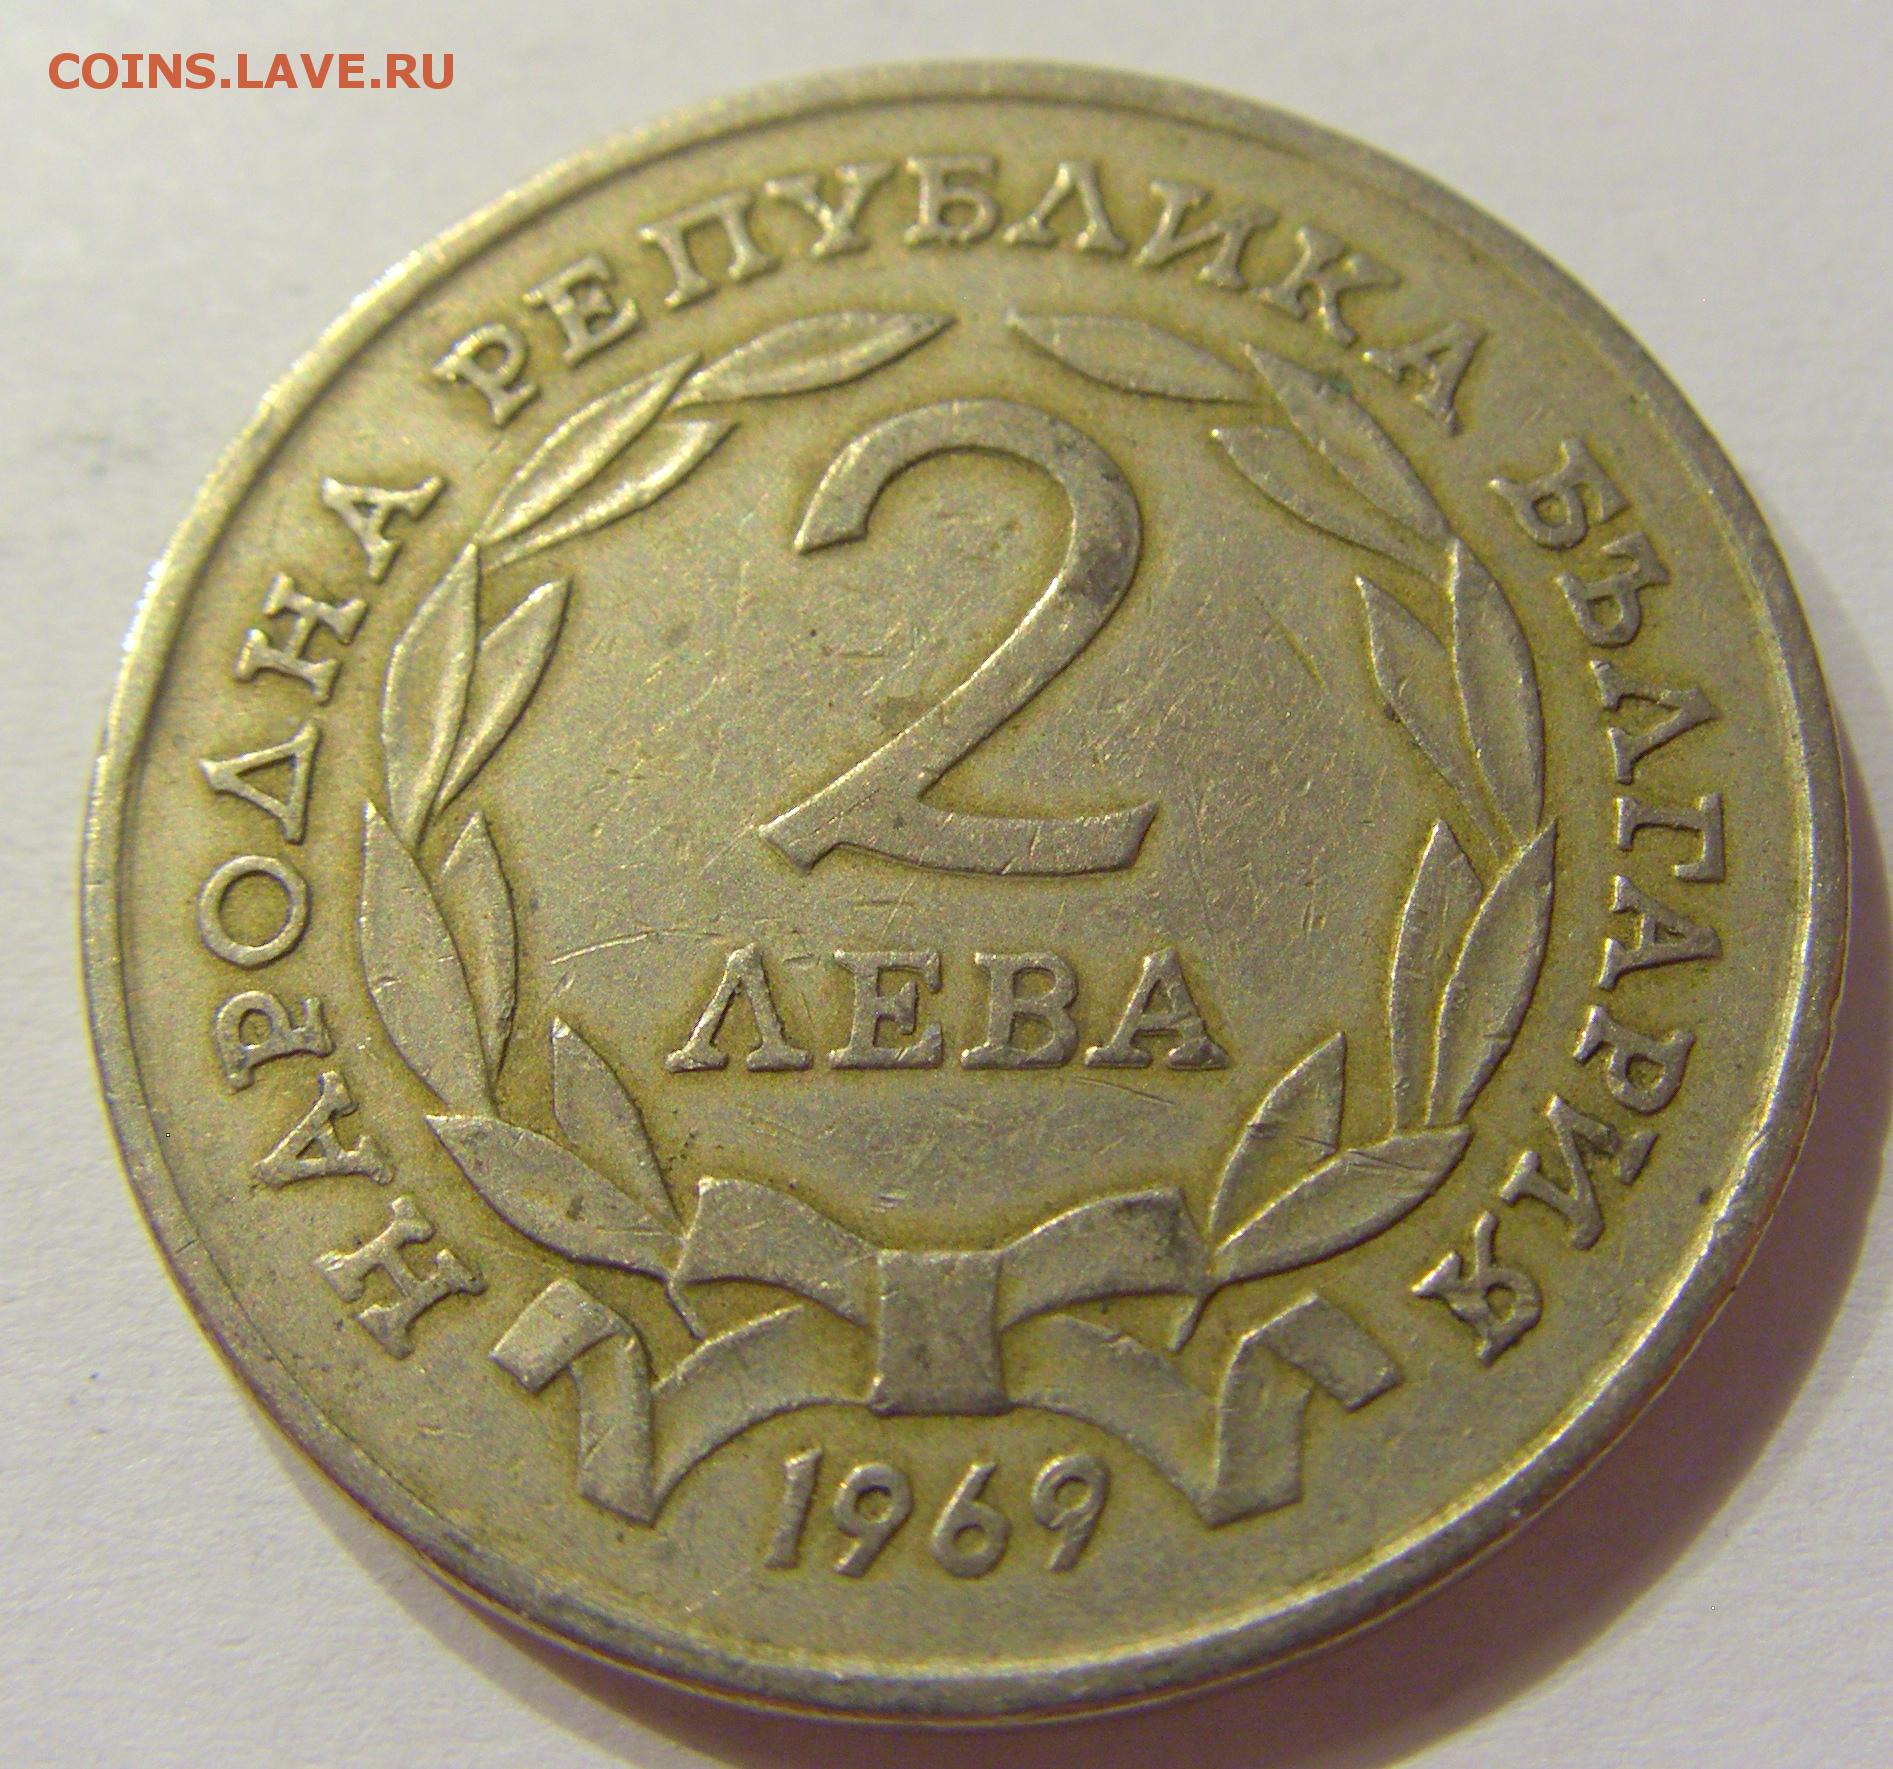 COINS.LAVE.RU
НАРОДНА РЕПУБЛИКА БЪЛГАРИЯ
2
ЛЕВА
1969